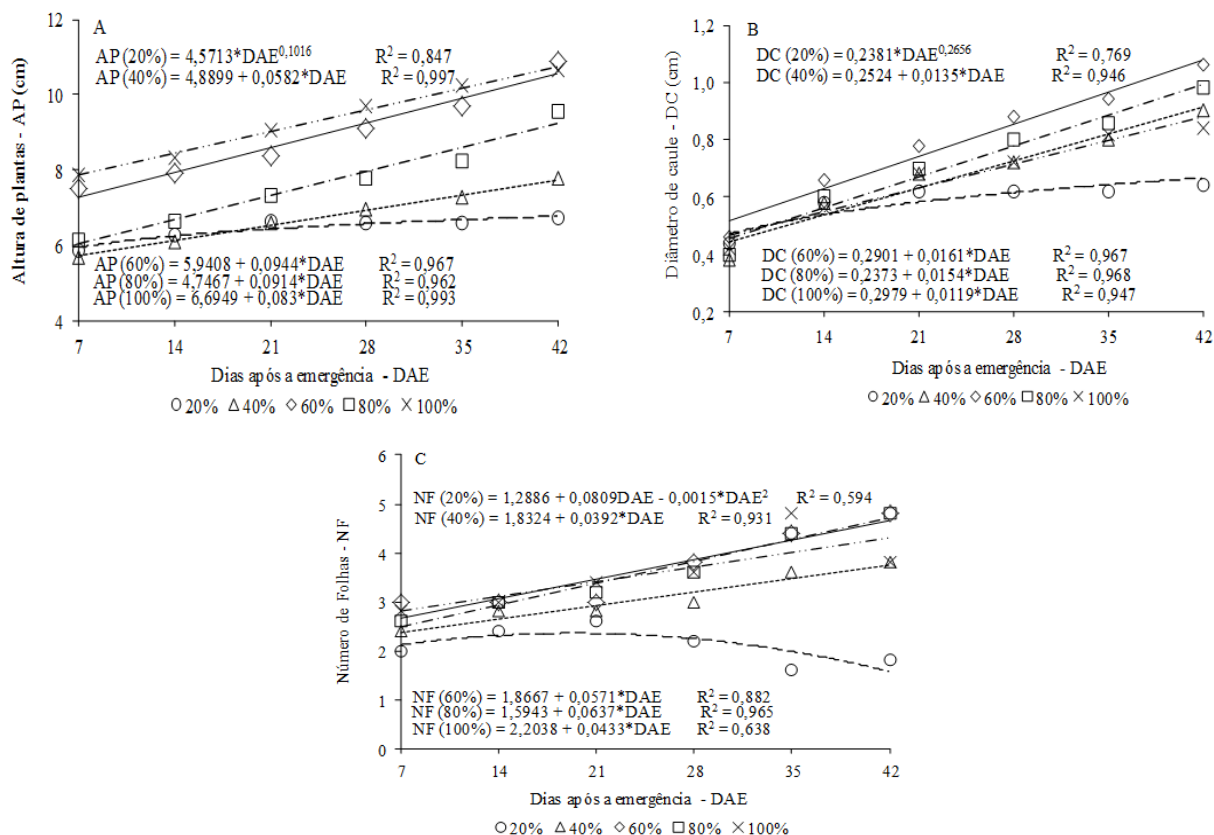 A
Altura de plantas - AP (cm)
12
10
8
6
4
AP (20%) = 4,5713*DAE^0,1016 R² = 0,847
AP (40%) = 4,8899 + 0,0582*DAE R² = 0,997
AP (60%) = 5,9408 + 0,0944*DAE R² = 0,967
AP (80%) = 4,7467 + 0,0914*DAE R² = 0,962
AP (100%) = 6,6949 + 0,083*DAE R² = 0,993
7 14 21 28 35 42
Dias após a emergência - DAE
20% 40% 60% 80% 100%
B
Diâmetro de caule - DC (cm)
1,2
1,0
0,8
0,6
0,4
0,2
DC (20%) = 0,2381*DAE^0,2656 R² = 0,769
DC (40%) = 0,2524 + 0,0135*DAE R² = 0,946
DC (60%) = 0,2901 + 0,0161*DAE R² = 0,967
DC (80%) = 0,2373 + 0,0154*DAE R² = 0,968
DC (100%) = 0,2979 + 0,0119*DAE R² = 0,947
7 14 21 28 35 42
Dias após a emergência - DAE
20% 40% 60% 80% 100%
C
Número de Folhas - NF
6
5
4
3
2
1
0
NF (20%) = 1,2886 + 0,0809DAE - 0,0015*DAE² R² = 0,594
NF (40%) = 1,8324 + 0,0392*DAE R² = 0,931
NF (60%) = 1,8667 + 0,0571*DAE R² = 0,882
NF (80%) = 1,5943 + 0,0637*DAE R² = 0,965
NF (100%) = 2,2038 + 0,0433*DAE R² = 0,638
7 14 21 28 35 42
Dias após a emergência - DAE
20% 40% 60% 80% 100%